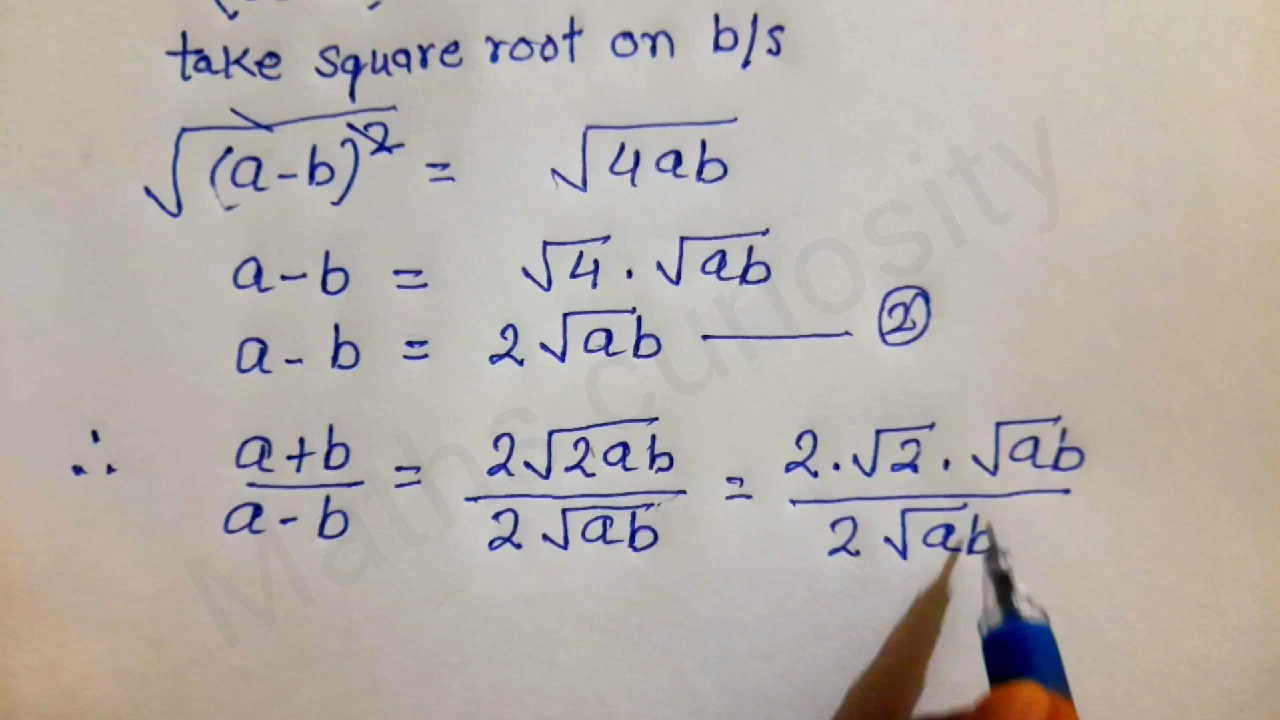 take square root on b/s
√(a-b)² = √4ab
a-b = √4 . √ab
a-b = 2√ab —— ②
∴ a+b/a-b = 2√2ab/2√ab = 2.√2.√ab/2√ab
Maths curiosity